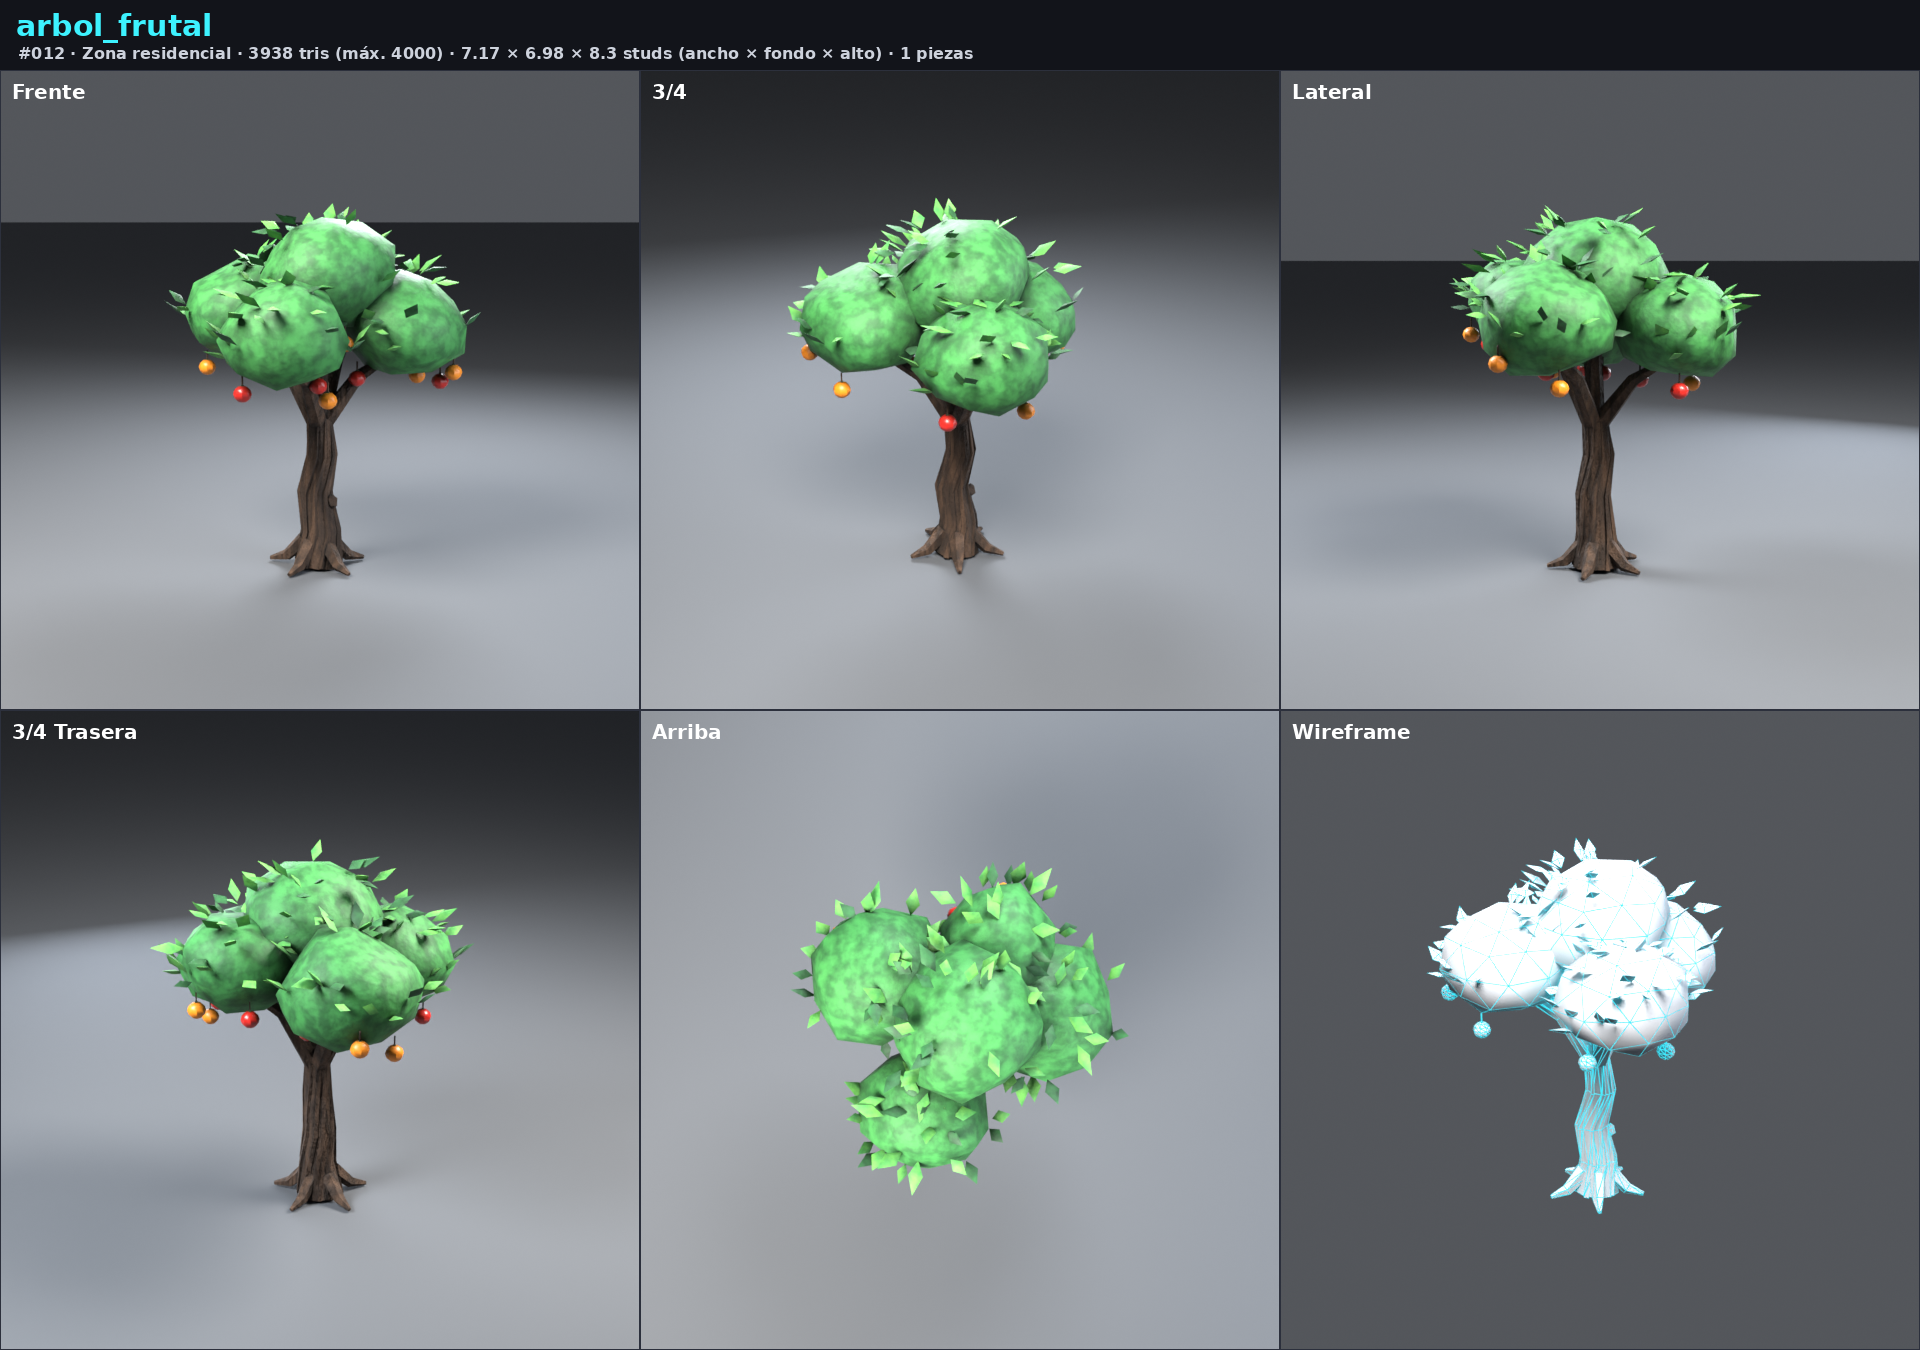 arbol_frutal
#012 · Zona residencial · 3938 tris (máx. 4000) · 7.17 × 6.98 × 8.3 studs (ancho × fondo × alto) · 1 piezas
Frente
3/4
Lateral
3/4 Trasera
Arriba
Wireframe